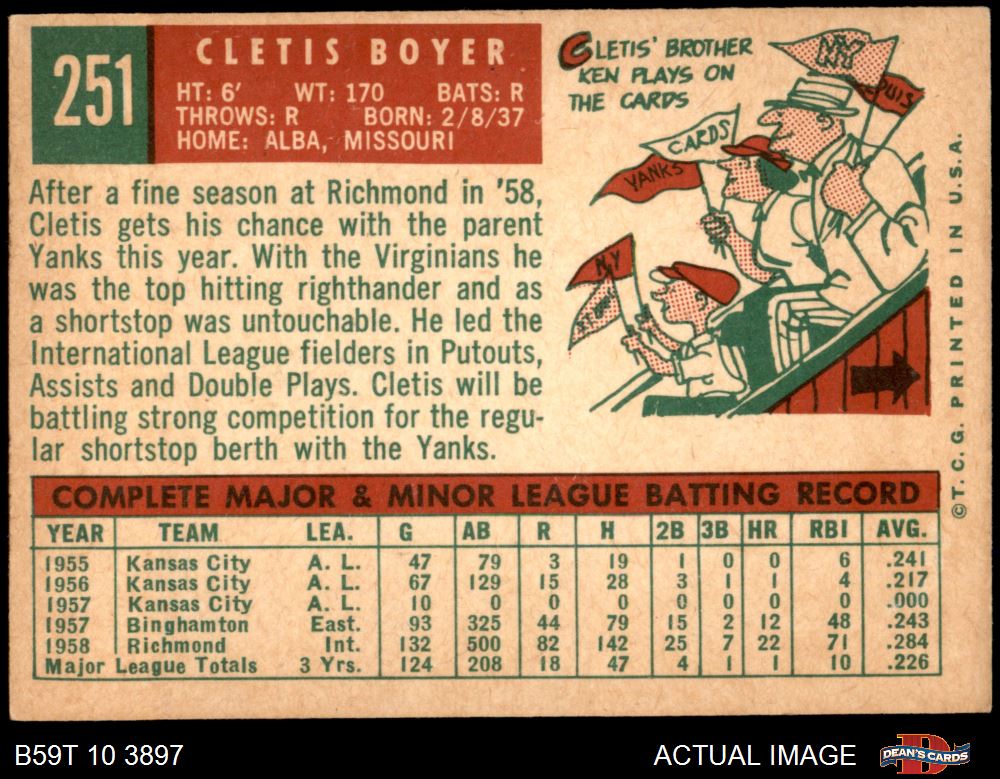 251
CLETIS BOYER
HT: 6' WT: 170 BATS: R
THROWS: R BORN: 2/8/37
HOME: ALBA, MISSOURI
CLETIS' BROTHER
KEN PLAYS ON
THE CARDS
NY
OUIS
CARDS
YANKS
N.Y
After a fine season at Richmond in '58,
Cletis gets his chance with the parent
Yanks this year. With the Virginians he
was the top hitting righthander and as
a shortstop was untouchable. He led the
International League fielders in Putouts,
Assists and Double Plays. Cletis will be
battling strong competition for the regu-
lar shortstop berth with the Yanks.
COMPLETE MAJOR & MINOR LEAGUE BATTING RECORD
YEAR TEAM LEA. G AB R H 2B 3B HR RBI AVG.
1955 Kansas City A. L. 47 79 3 19 1 0 0 6 .241
1956 Kansas City A. L. 67 129 15 28 3 1 1 4 .217
1957 Kansas City A. L. 10 0 0 0 0 0 0 0 .000
1957 Binghamton East. 93 325 44 79 15 2 12 48 .243
1958 Richmond Int. 132 500 82 142 25 7 22 71 .284
Major League Totals 3 Yrs. 124 208 18 47 4 1 1 10 .226
©T. C. G. PRINTED IN U.S.A.
B59T 10 3897
ACTUAL IMAGE
DEAN'S CARDS